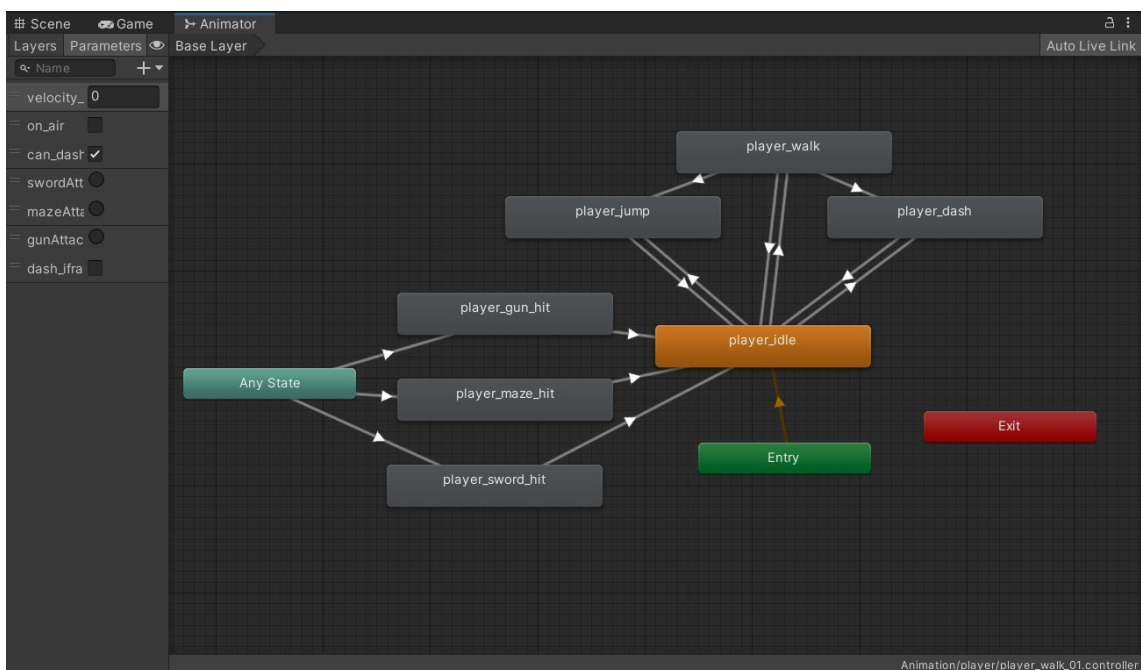 # Scene Game Animator
Layers Parameters Base Layer Auto Live Link
Name
velocity_ 0
on_air
can_dash
swordAtt
mazeAtta
gunAttac
dash_ifra
player_walk
player_jump
player_dash
player_gun_hit
player_idle
Any State
player_maze_hit
Exit
Entry
player_sword_hit
Animation/player/player_walk_01.controller